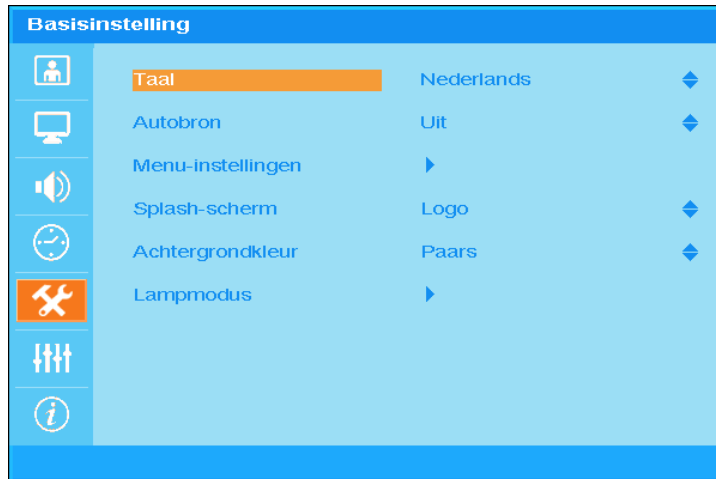 Basisinstelling
Taal Nederlands
Autobron Uit
Menu-instellingen
Splash-scherm Logo
Achtergrondkleur Paars
Lampmodus